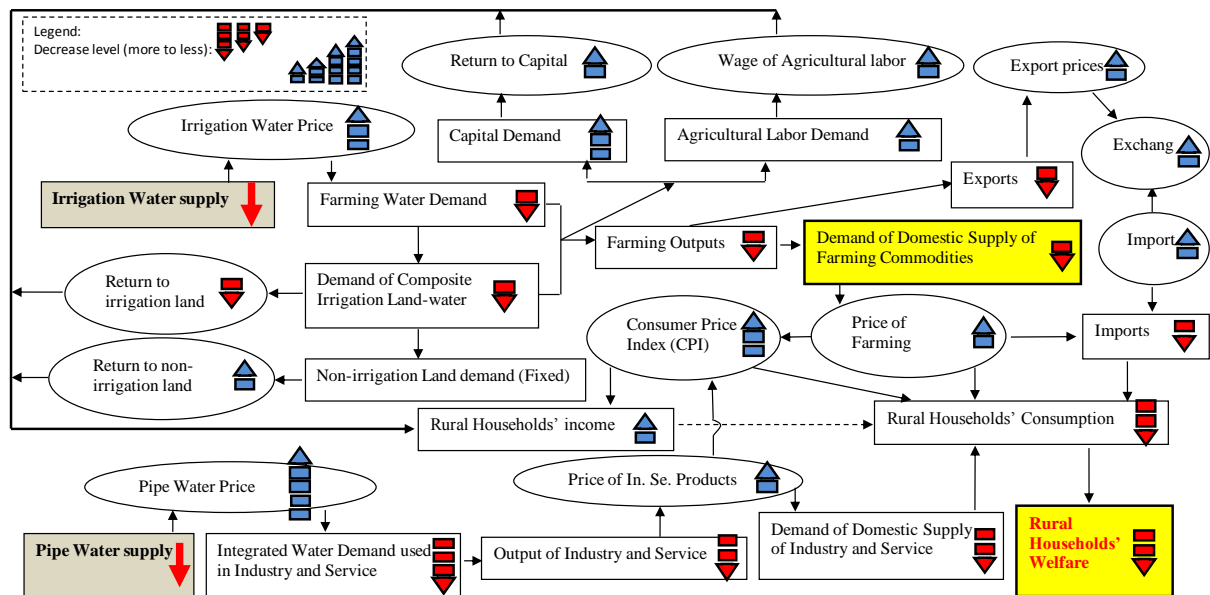 Legend:
Decrease level (more to less):
Return to Capital
Wage of Agricultural labor
Export prices
Irrigation Water Price
Capital Demand
Agricultural Labor Demand
Exchang
Irrigation Water supply
Farming Water Demand
Exports
Farming Outputs
Demand of Domestic Supply of
Farming Commodities
Import
Return to
irrigation land
Demand of Composite
Irrigation Land-water
Consumer Price
Index (CPI)
Price of
Farming
Imports
Return to non-
irrigation land
Non-irrigation Land demand (Fixed)
Rural Households’ income
Rural Households’ Consumption
Pipe Water Price
Price of In. Se. Products
Pipe Water supply
Integrated Water Demand used
in Industry and Service
Output of Industry and Service
Demand of Domestic Supply
of Industry and Service
Rural
Households’
Welfare